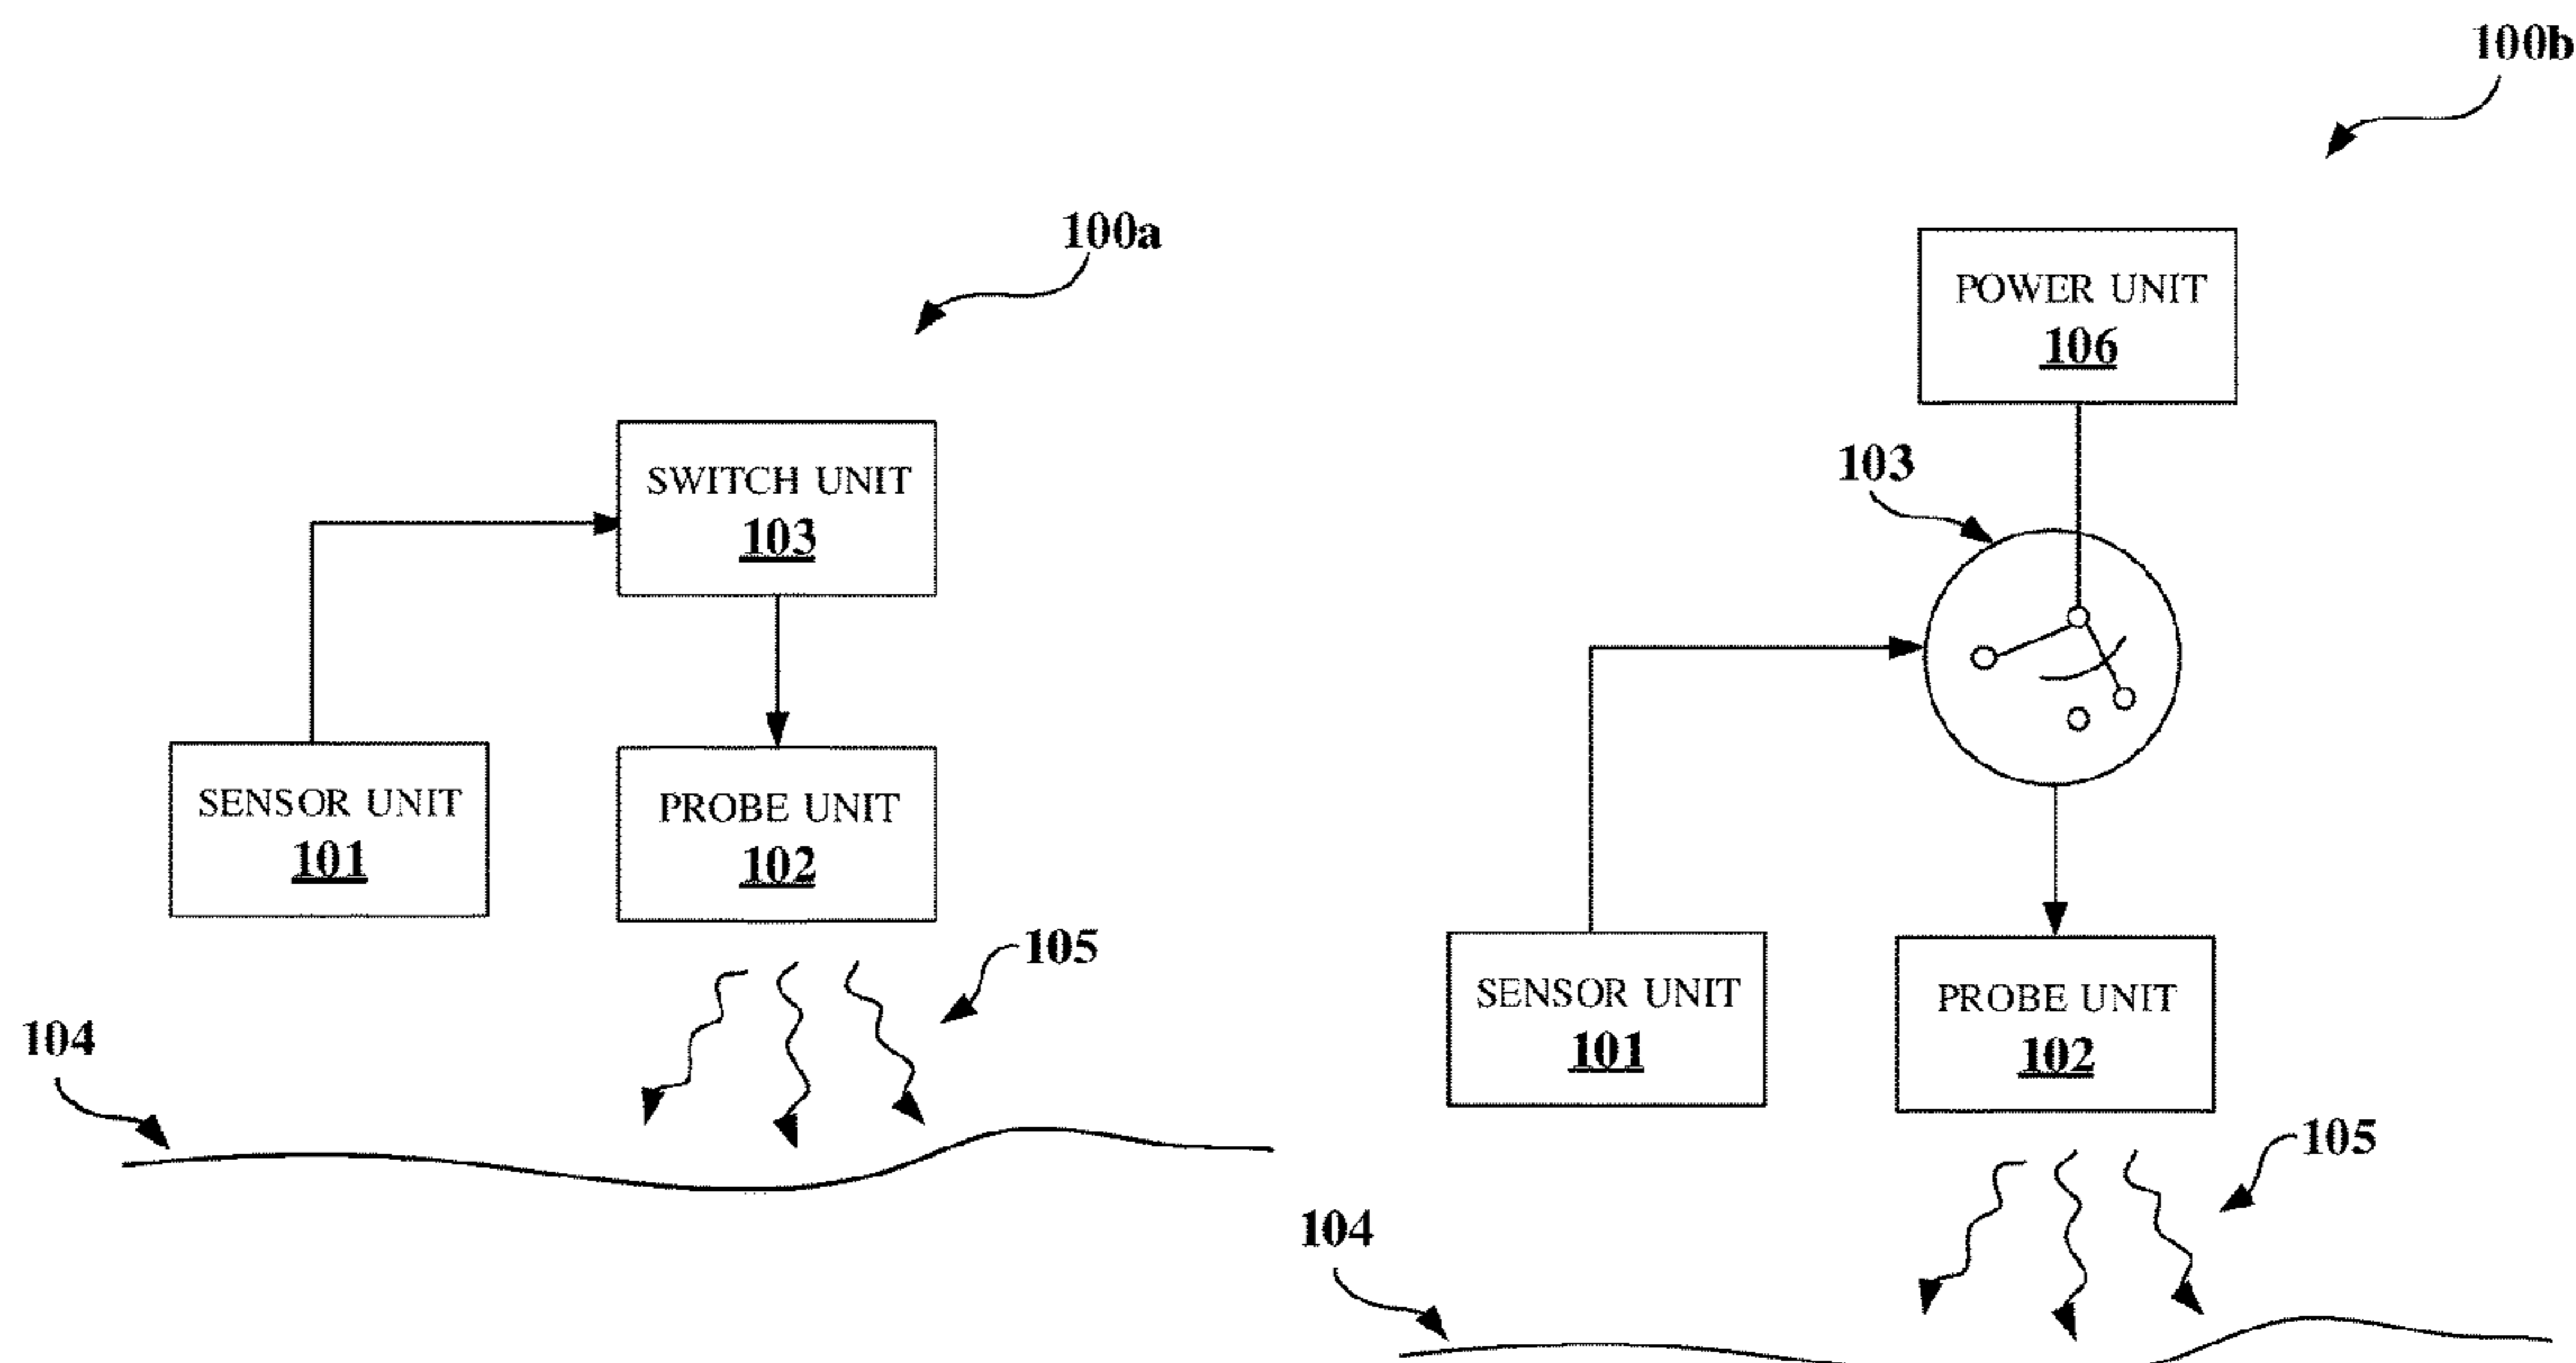 100a
SWITCH UNIT
103
SENSOR UNIT
101
PROBE UNIT
102
105
104
100b
POWER UNIT
106
103
SENSOR UNIT
101
PROBE UNIT
102
105
104